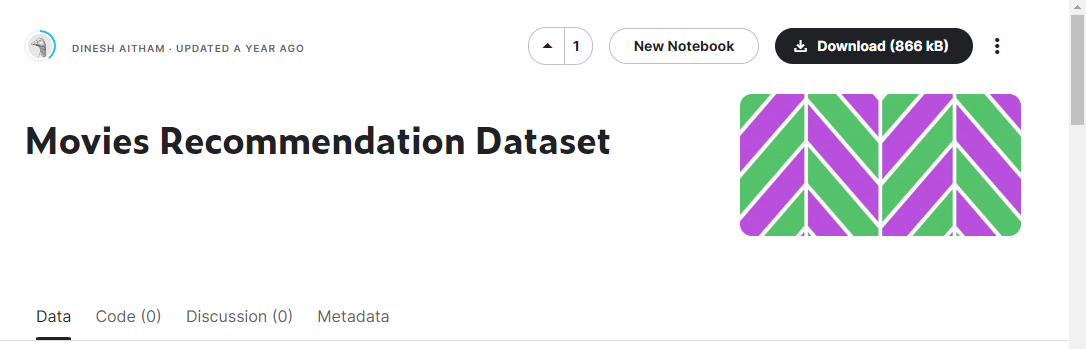 DINESH AITHAM · UPDATED A YEAR AGO
1
New Notebook
Download (866 kB)
Movies Recommendation Dataset
Data
Code (0)
Discussion (0)
Metadata